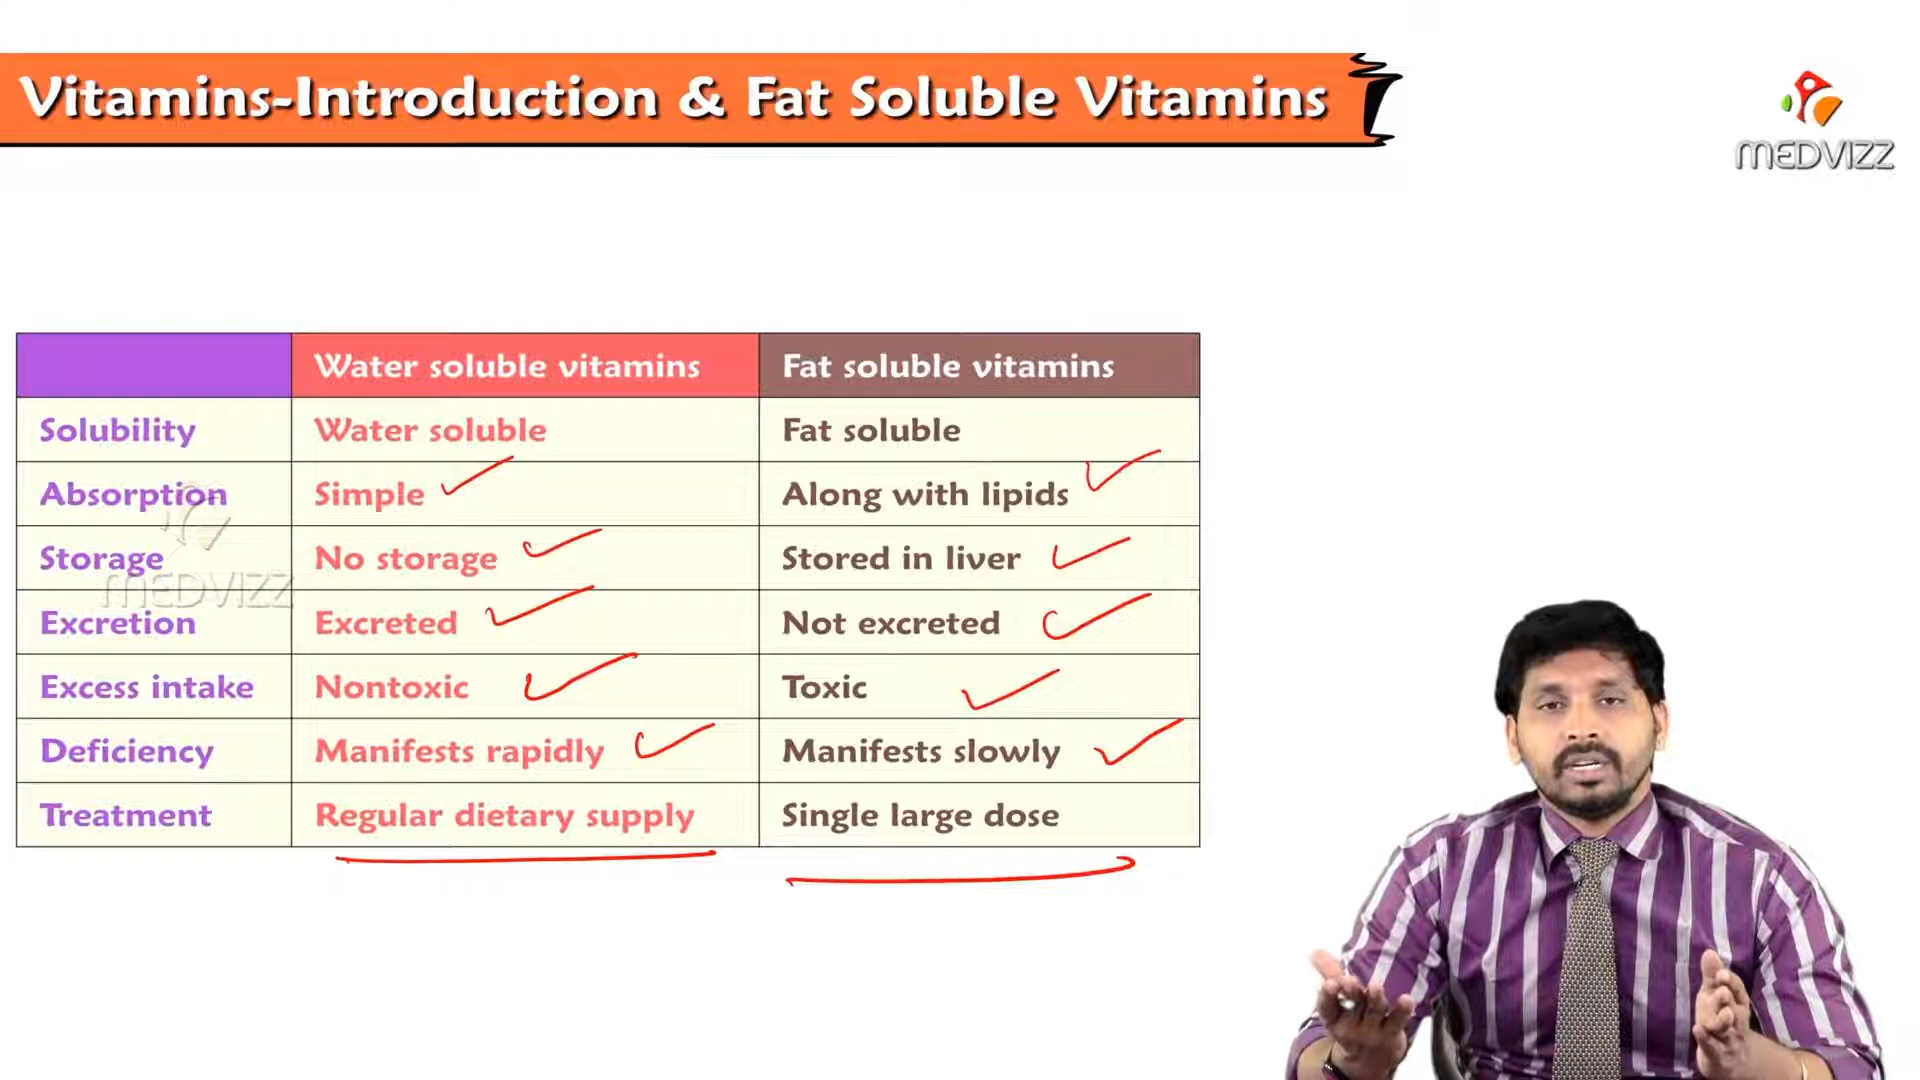 Vitamins-Introduction & Fat Soluble Vitamins
MEDVIZZ
Water soluble vitamins Fat soluble vitamins
Solubility Water soluble Fat soluble
Absorption Simple Along with lipids
Storage No storage Stored in liver
MEDVIZZ
Excretion Excreted Not excreted
Excess intake Nontoxic Toxic
Deficiency Manifests rapidly Manifests slowly
Treatment Regular dietary supply Single large dose